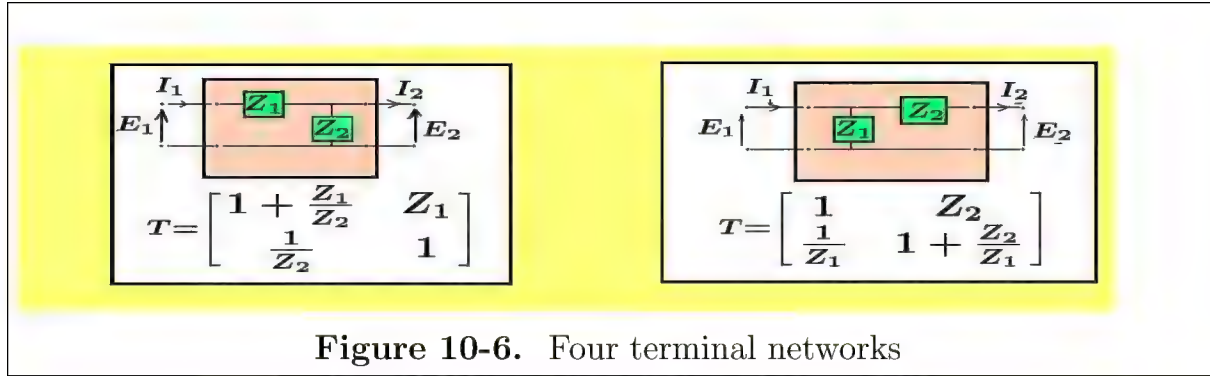 I₁ Z₁ I₂
E₁ Z₂ E₂
T= [ 1 + Z₁/Z₂ Z₁
1/Z₂ 1 ]
I₁ Z₂ I₂
E₁ Z₁ E₂
T= [ 1 Z₂
1/Z₁ 1 + Z₂/Z₁ ]
Figure 10-6. Four terminal networks